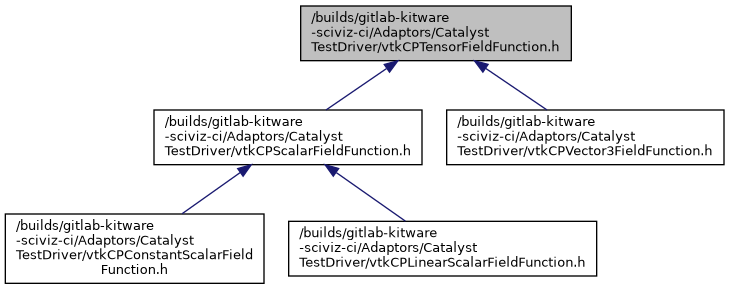 /builds/gitlab-kitware
-sciviz-ci/Adaptors/Catalyst
TestDriver/vtkCPTensorFieldFunction.h
/builds/gitlab-kitware
-sciviz-ci/Adaptors/Catalyst
TestDriver/vtkCPScalarFieldFunction.h
/builds/gitlab-kitware
-sciviz-ci/Adaptors/Catalyst
TestDriver/vtkCPVector3FieldFunction.h
/builds/gitlab-kitware
-sciviz-ci/Adaptors/Catalyst
TestDriver/vtkCPConstantScalarField
Function.h
/builds/gitlab-kitware
-sciviz-ci/Adaptors/Catalyst
TestDriver/vtkCPLinearScalarFieldFunction.h